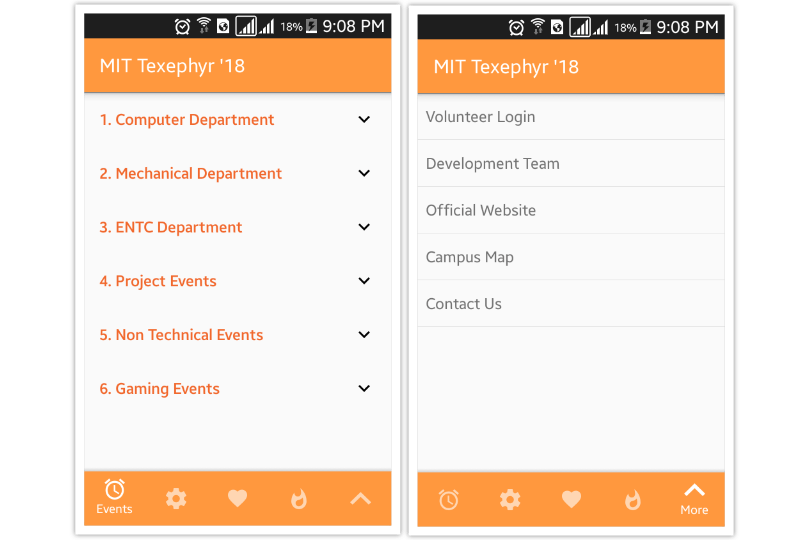 18% 9:08 PM
MIT Texephyr '18
1. Computer Department
2. Mechanical Department
3. ENTC Department
4. Project Events
5. Non Technical Events
6. Gaming Events
Events
18% 9:08 PM
MIT Texephyr '18
Volunteer Login
Development Team
Official Website
Campus Map
Contact Us
More